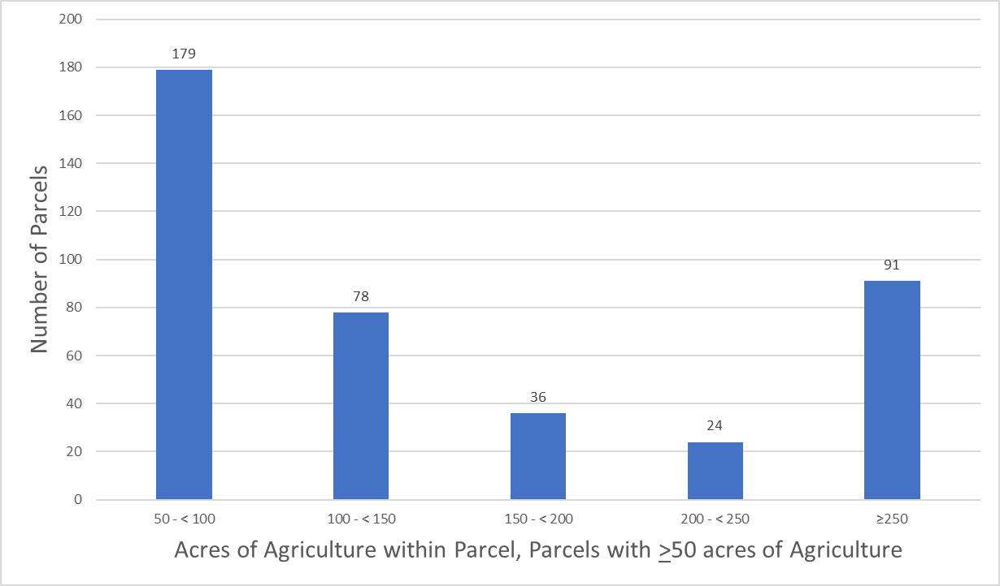 200
180
160
140
120
100
80
60
40
20
0
Number of Parcels
179
78
36
24
91
50 - < 100
100 - < 150
150 - < 200
200 - < 250
≥250
Acres of Agriculture within Parcel, Parcels with >50 acres of Agriculture